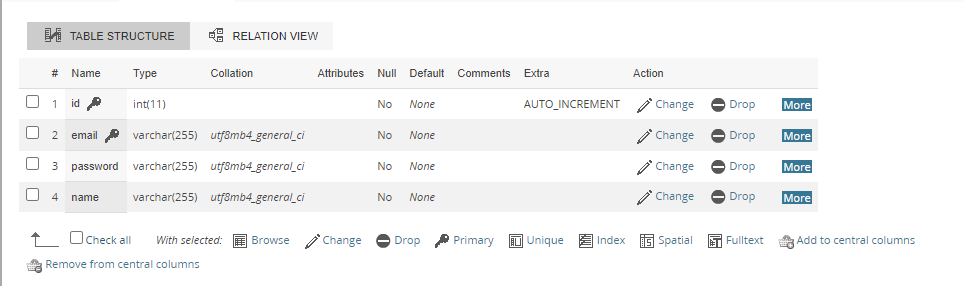 TABLE STRUCTURE RELATION VIEW
# Name Type Collation Attributes Null Default Comments Extra Action
1 id int(11) No None AUTO_INCREMENT Change Drop More
2 email varchar(255) utf8mb4_general_ci No None Change Drop More
3 password varchar(255) utf8mb4_general_ci No None Change Drop More
4 name varchar(255) utf8mb4_general_ci No None Change Drop More
Check all With selected: Browse Change Drop Primary Unique Index Spatial Fulltext Add to central columns
Remove from central columns